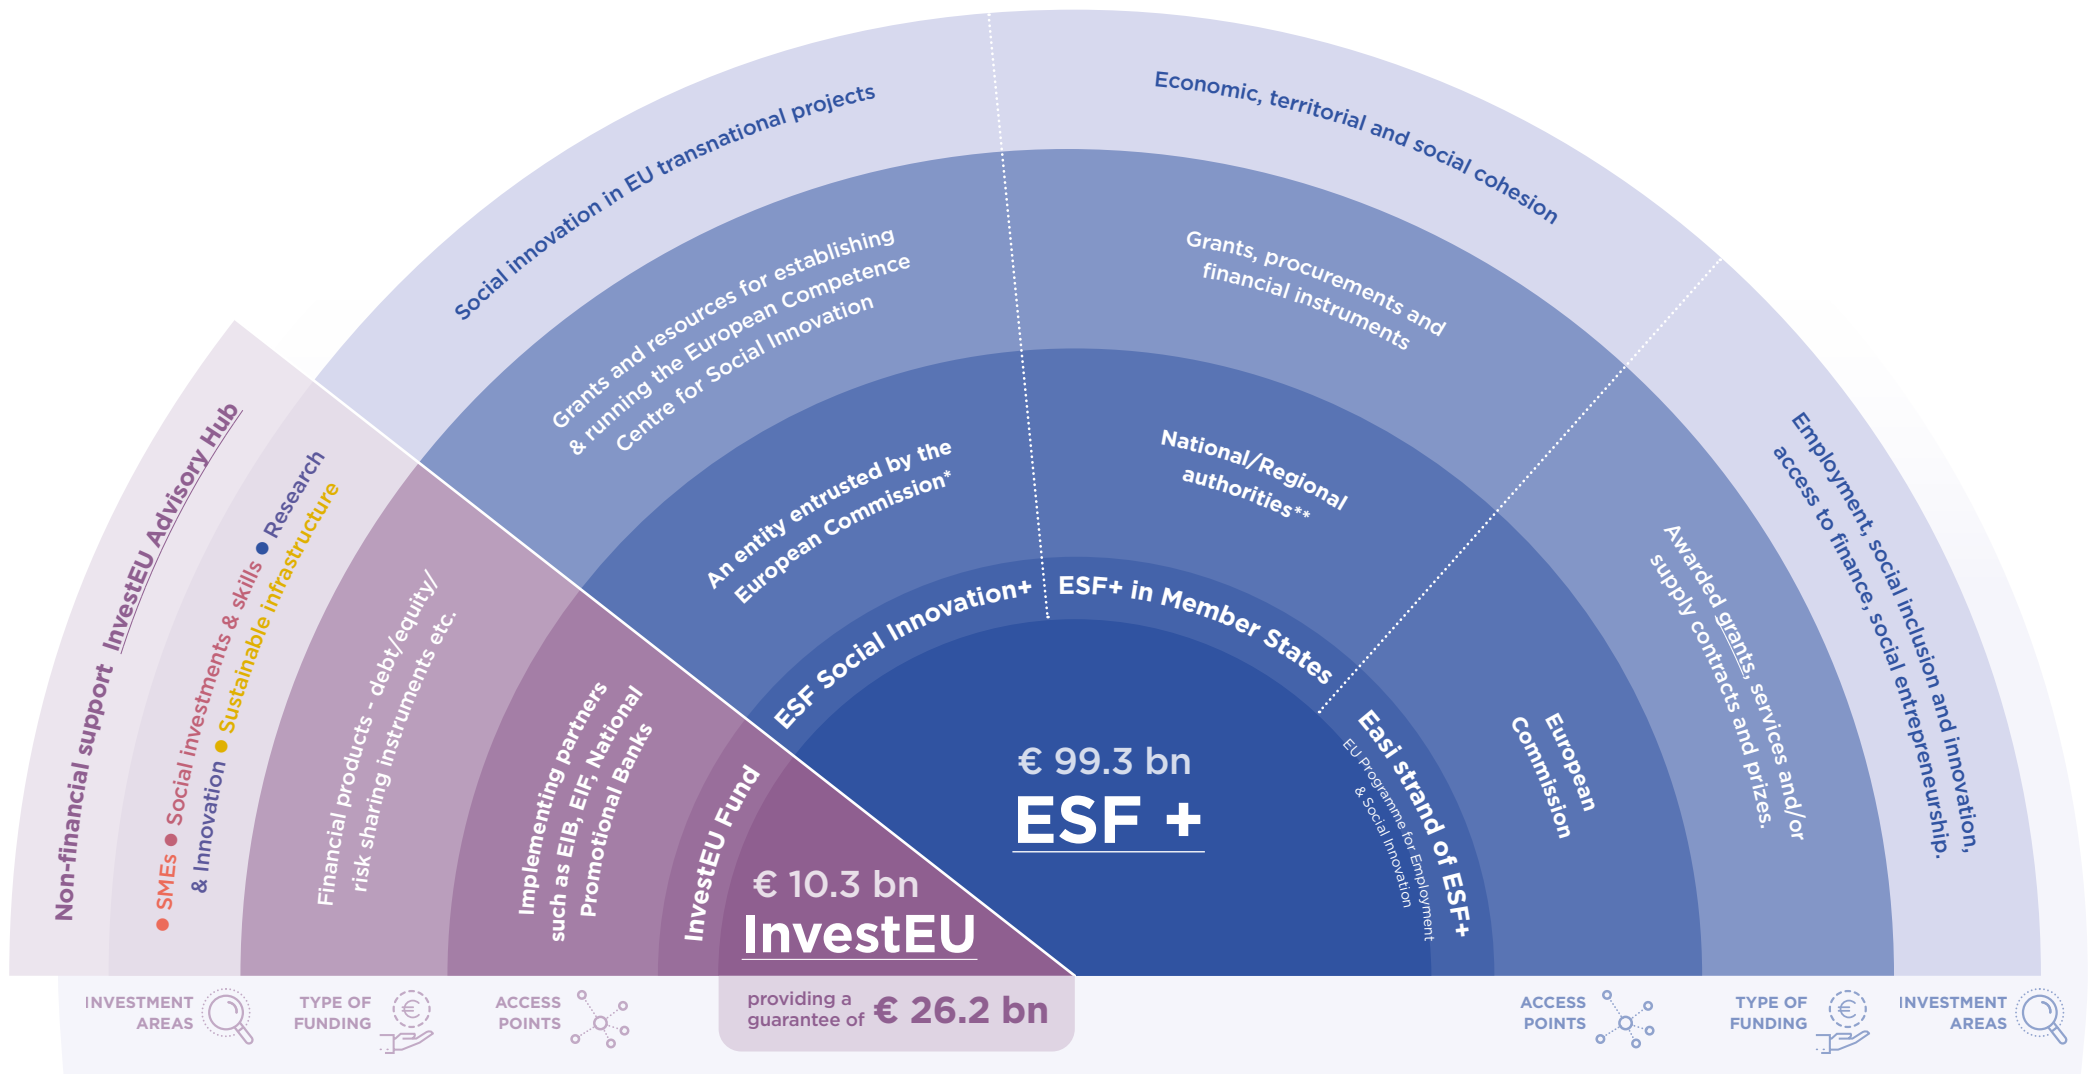 Non-financial support InvestEU Advisory Hub
● SMEs ● Social investments & skills ● Research
& Innovation ● Sustainable infrastructure
Financial products - debt/equity/
risk sharing instruments etc.
Implementing partners
such as EIB, EIF, National
Promotional Banks
InvestEU Fund
€ 10.3 bn
InvestEU
providing a
guarantee of
€ 26.2 bn
Social innovation in EU transnational projects
Grants and resources for establishing
& running the European Competence
Centre for Social Innovation
An entity entrusted by the
European Commission*
ESF Social Innovation+
Economic, territorial and social cohesion
Grants, procurements and
financial instruments
National/Regional
authorities**
ESF+ in Member States
€ 99.3 bn
ESF +
Employment, social inclusion and innovation,
access to finance, social entrepreneurship.
Awarded grants, services and/or
supply contracts and prizes.
European
Commission
Easi strand of ESF+
EU Programme for Employment
& Social Innovation
INVESTMENT
AREAS
TYPE OF
FUNDING
ACCESS
POINTS
ACCESS
POINTS
TYPE OF
FUNDING
INVESTMENT
AREAS